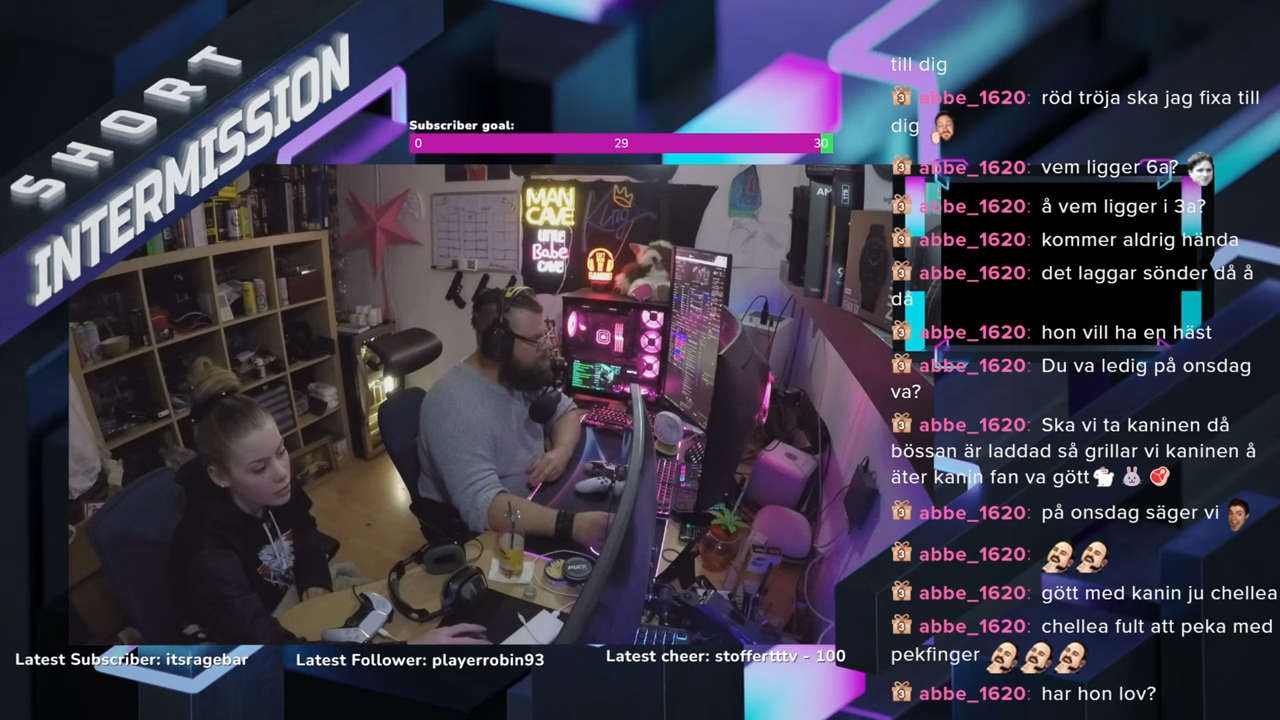 SHORT
INTERMISSION
Subscriber goal:
0 29 30
MAN
CAVE
King
LITTLE
Babe
CAVE
till dig
abbe_1620: röd tröja ska jag fixa till
dig
abbe_1620: vem ligger 6a?
abbe_1620: å vem ligger i 3a?
abbe_1620: kommer aldrig hända
abbe_1620: det laggar sönder då å
då
abbe_1620: hon vill ha en häst
abbe_1620: Du va ledig på onsdag
va?
abbe_1620: Ska vi ta kaninen då
bössan är laddad så grillar vi kaninen å
äter kanin fan va gött
abbe_1620: på onsdag säger vi
abbe_1620:
abbe_1620: gött med kanin ju chellea
abbe_1620: chellea fult att peka med
pekfinger
abbe_1620: har hon lov?
Latest Subscriber: itsragebar
Latest Follower: playerrobin93
Latest cheer: stoffertttv - 100